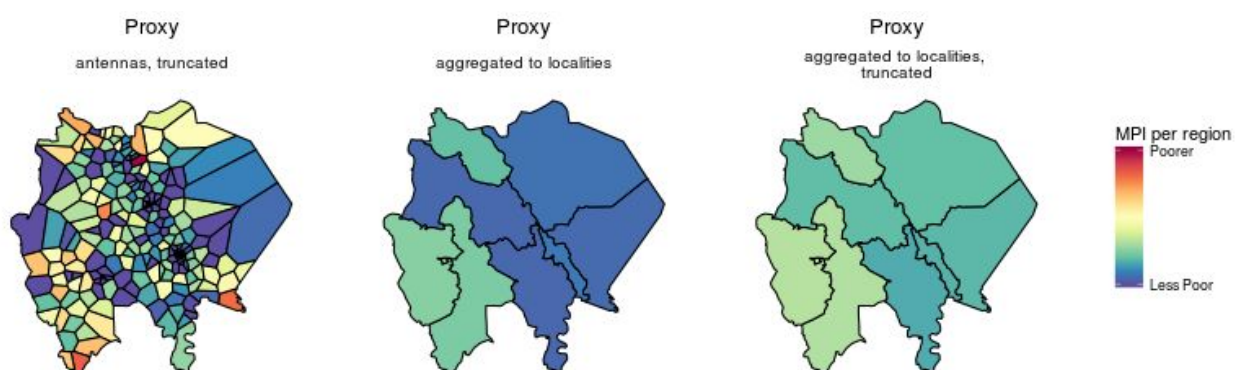 Proxy
antennas, truncated
Proxy
aggregated to localities
Proxy
aggregated to localities,
truncated
MPI per region
Poorer
Less Poor